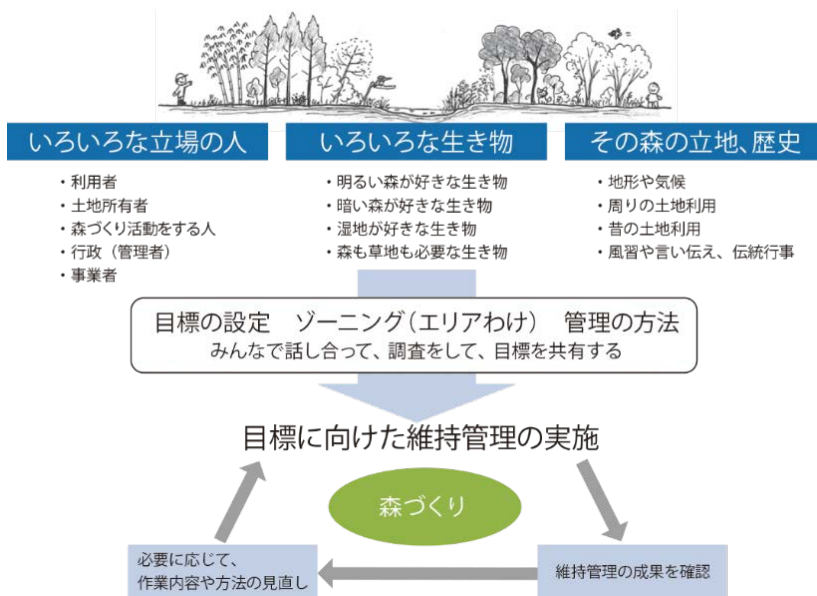 いろいろな立場の人
・利用者
・土地所有者
・森づくり活動をする人
・行政（管理者）
・事業者
いろいろな生き物
・明るい森が好きな生き物
・暗い森が好きな生き物
・湿地が好きな生き物
・森も草地も必要な生き物
その森の立地、歴史
・地形や気候
・周りの土地利用
・昔の土地利用
・風習や言い伝え、伝統行事
目標の設定　ゾーニング（エリアわけ）　管理の方法
みんなで話し合って、調査をして、目標を共有する
目標に向けた維持管理の実施
森づくり
必要に応じて、
作業内容や方法の見直し
維持管理の成果を確認